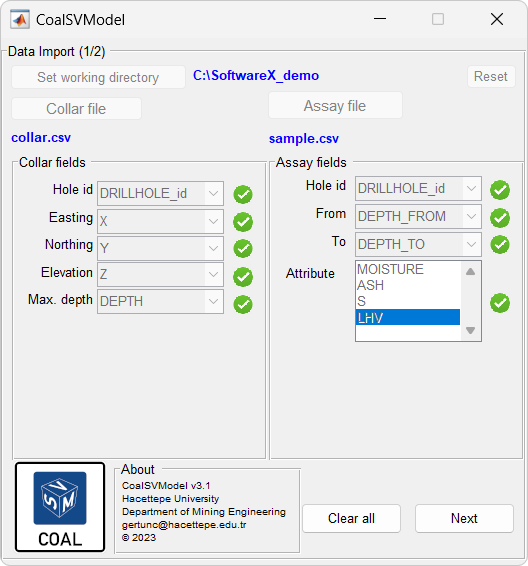 CoalSVModel
Data Import (1/2)
Set working directory
C:\SoftwareX_demo
Reset
Collar file
Assay file
collar.csv
sample.csv
Collar fields
Hole id
DRILLHOLE_id
Easting
X
Northing
Y
Elevation
Z
Max. depth
DEPTH
Assay fields
Hole id
DRILLHOLE_id
From
DEPTH_FROM
To
DEPTH_TO
Attribute
MOISTURE
ASH
S
LHV
SVM
COAL
About
CoalSVModel v3.1
Hacettepe University
Department of Mining Engineering
gertunc@hacettepe.edu.tr
© 2023
Clear all
Next